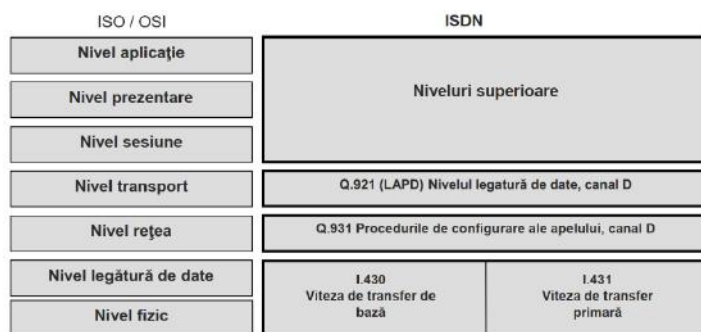 ISO / OSI
ISDN
Nivel aplicaţie
Nivel prezentare
Nivel sesiune
Niveluri superioare
Nivel transport
Q.921 (LAPD) Nivelul legatură de date, canal D
Nivel reţea
Q.931 Procedurile de configurare ale apelului, canal D
Nivel legătură de date
Nivel fizic
I.430
Viteza de transfer de
bază
I.431
Viteza de transfer
primară